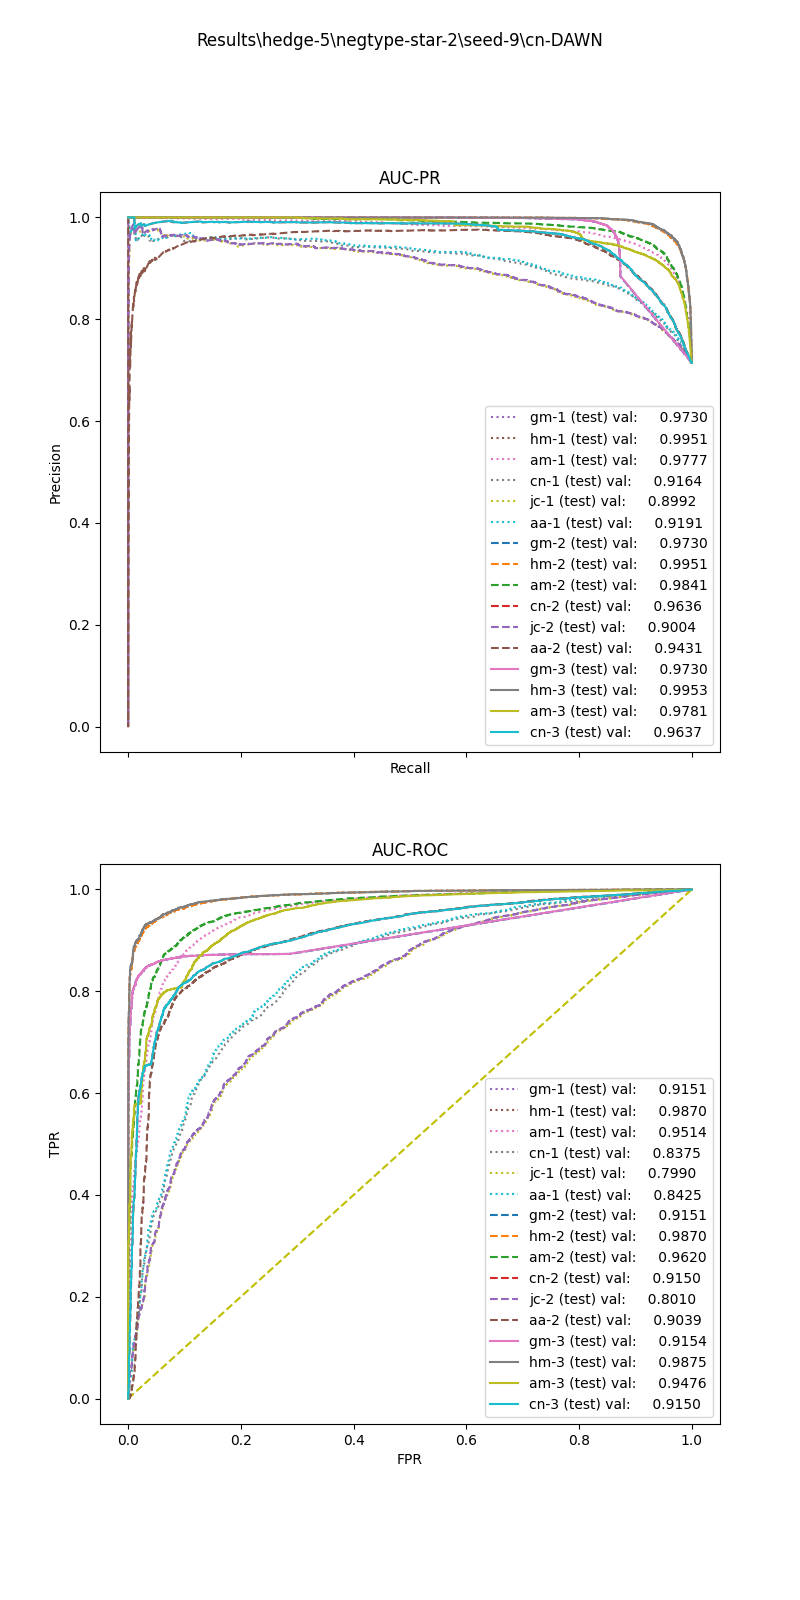 Results\hedge-5\negtype-star-2\seed-9\cn-DAWN
AUC-PR
1.0
0.8
0.6
0.4
0.2
0.0
Precision
Recall
gm-1 (test) val: 0.9730
hm-1 (test) val: 0.9951
am-1 (test) val: 0.9777
cn-1 (test) val: 0.9164
jc-1 (test) val: 0.8992
aa-1 (test) val: 0.9191
gm-2 (test) val: 0.9730
hm-2 (test) val: 0.9951
am-2 (test) val: 0.9841
cn-2 (test) val: 0.9636
jc-2 (test) val: 0.9004
aa-2 (test) val: 0.9431
gm-3 (test) val: 0.9730
hm-3 (test) val: 0.9953
am-3 (test) val: 0.9781
cn-3 (test) val: 0.9637
AUC-ROC
1.0
0.8
0.6
0.4
0.2
0.0
TPR
gm-1 (test) val: 0.9151
hm-1 (test) val: 0.9870
am-1 (test) val: 0.9514
cn-1 (test) val: 0.8375
jc-1 (test) val: 0.7990
aa-1 (test) val: 0.8425
gm-2 (test) val: 0.9151
hm-2 (test) val: 0.9870
am-2 (test) val: 0.9620
cn-2 (test) val: 0.9150
jc-2 (test) val: 0.8010
aa-2 (test) val: 0.9039
gm-3 (test) val: 0.9154
hm-3 (test) val: 0.9875
am-3 (test) val: 0.9476
cn-3 (test) val: 0.9150
0.0 0.2 0.4 0.6 0.8 1.0
FPR